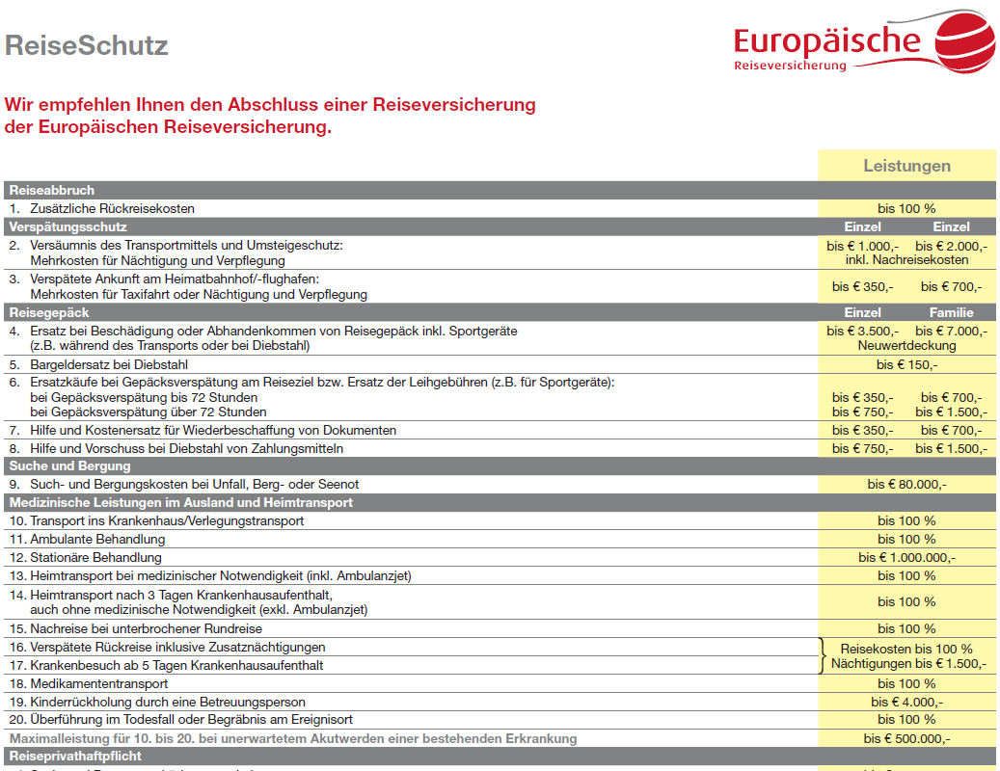 ReiseSchutz
Europäische
Reiseversicherung
Wir empfehlen Ihnen den Abschluss einer Reiseversicherung
der Europäischen Reiseversicherung.
Leistungen
Reiseabbruch
1. Zusätzliche Rückreisekosten bis 100 %
Verspätungsschutz Einzel Einzel
2. Versäumnis des Transportmittels und Umsteigeschutz: bis € 1.000,- bis € 2.000,-
Mehrkosten für Nächtigung und Verpflegung inkl. Nachreisekosten
3. Verspätete Ankunft am Heimatbahnhof/-flughafen:
Mehrkosten für Taxifahrt oder Nächtigung und Verpflegung bis € 350,- bis € 700,-
Reisegepäck Einzel Familie
4. Ersatz bei Beschädigung oder Abhandenkommen von Reisegepäck inkl. Sportgeräte bis € 3.500,- bis € 7.000,-
(z.B. während des Transports oder bei Diebstahl) Neuwertdeckung
5. Bargeldersatz bei Diebstahl bis € 150,-
6. Ersatzkäufe bei Gepäcksverspätung am Reiseziel bzw. Ersatz der Leihgebühren (z.B. für Sportgeräte):
bei Gepäcksverspätung bis 72 Stunden bis € 350,- bis € 700,-
bei Gepäcksverspätung über 72 Stunden bis € 750,- bis € 1.500,-
7. Hilfe und Kostenersatz für Wiederbeschaffung von Dokumenten bis € 350,- bis € 700,-
8. Hilfe und Vorschuss bei Diebstahl von Zahlungsmitteln bis € 750,- bis € 1.500,-
Suche und Bergung
9. Such- und Bergungskosten bei Unfall, Berg- oder Seenot bis € 80.000,-
Medizinische Leistungen im Ausland und Heimtransport
10. Transport ins Krankenhaus/Verlegungstransport bis 100 %
11. Ambulante Behandlung bis 100 %
12. Stationäre Behandlung bis € 1.000.000,-
13. Heimtransport bei medizinischer Notwendigkeit (inkl. Ambulanzjet) bis 100 %
14. Heimtransport nach 3 Tagen Krankenhausaufenthalt,
auch ohne medizinische Notwendigkeit (exkl. Ambulanzjet) bis 100 %
15. Nachreise bei unterbrochener Rundreise bis 100 %
16. Verspätete Rückreise inklusive Zusatznächtigungen Reisekosten bis 100 %
17. Krankenbesuch ab 5 Tagen Krankenhausaufenthalt Nächtigungen bis € 1.500,-
18. Medikamententransport bis 100 %
19. Kinderrückholung durch eine Betreuungsperson bis € 4.000,-
20. Überführung im Todesfall oder Begräbnis am Ereignisort bis 100 %
Maximalleistung für 10. bis 20. bei unerwartetem Akutwerden einer bestehenden Erkrankung bis € 500.000,-
Reiseprivathaftpflicht